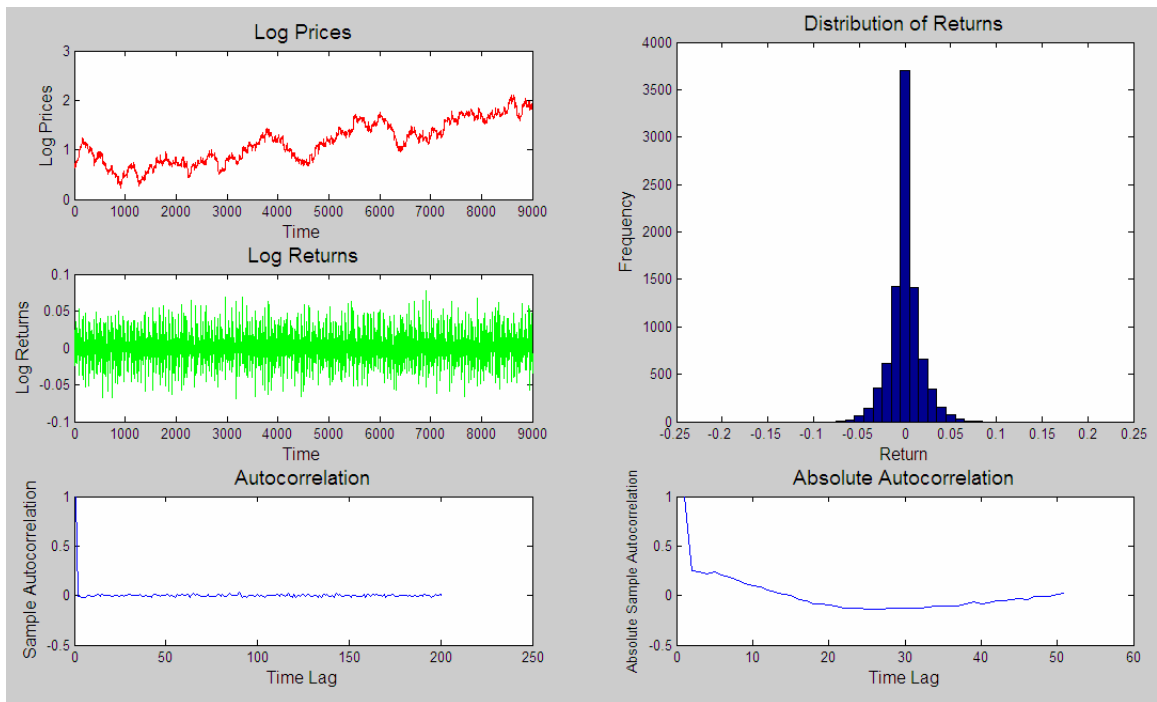 Log Prices
3
2
1
0
Log Prices
0 1000 2000 3000 4000 5000 6000 7000 8000 9000
Time
Log Returns
0.1
0.05
0
-0.05
-0.1
Log Returns
0 1000 2000 3000 4000 5000 6000 7000 8000 9000
Time
Autocorrelation
1
0.5
0
-0.5
Sample Autocorrelation
0 50 100 150 200 250
Time Lag
Distribution of Returns
4000
3500
3000
2500
2000
1500
1000
500
0
Frequency
-0.25 -0.2 -0.15 -0.1 -0.05 0 0.05 0.1 0.15 0.2 0.25
Return
Absolute Autocorrelation
1
0.5
0
-0.5
Absolute Sample Autocorrelation
0 10 20 30 40 50 60
Time Lag